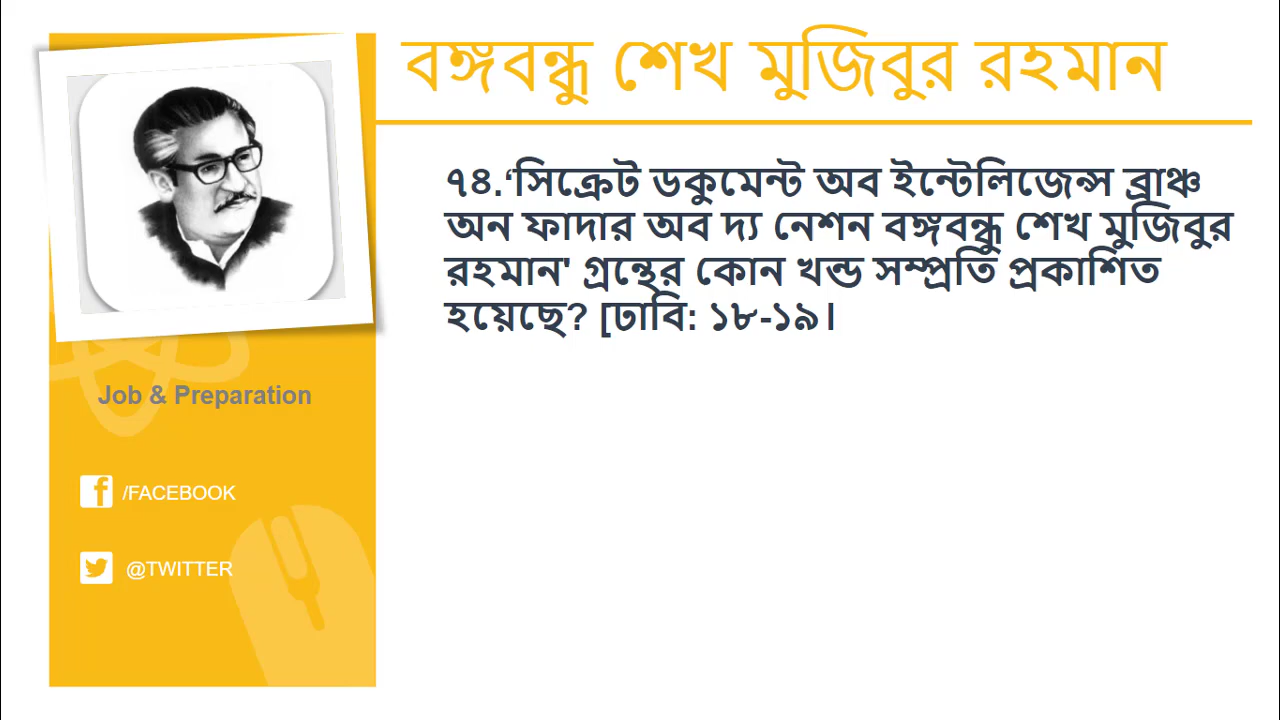 বঙ্গবন্ধু শেখ মুজিবুর রহমান
৭৪.‘সিক্রেট ডকুমেন্ট অব ইন্টেলিজেন্স ব্রাঞ্চ
অন ফাদার অব দ্য নেশন বঙ্গবন্ধু শেখ মুজিবুর
রহমান' গ্রন্থের কোন খন্ড সম্প্রতি প্রকাশিত
হয়েছে? [ঢাবি: ১৮-১৯।
Job & Preparation
/FACEBOOK
@TWITTER